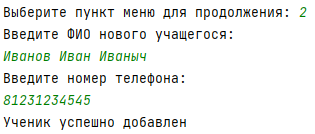 Выберите пункт меню для продолжения: 2
Введите ФИО нового учащегося:
Иванов Иван Иваныч
Введите номер телефона:
81231234545
Ученик успешно добавлен